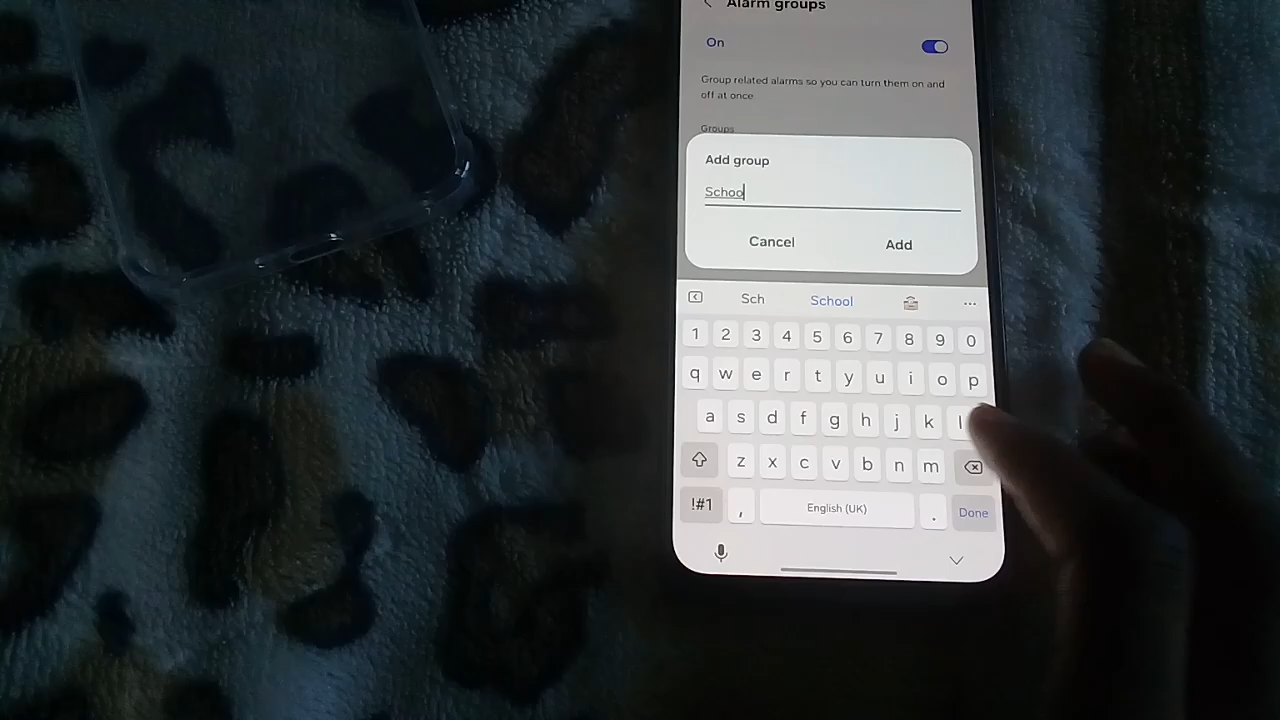 Alarm groups
On
Group related alarms so you can turn them on and
off at once
Groups
Add group
Schoo
Cancel Add
Sch School ...
1 2 3 4 5 6 7 8 9 0
q w e r t y u i o p
a s d f g h j k l
z x c v b n m
!#1 , English (UK) . Done